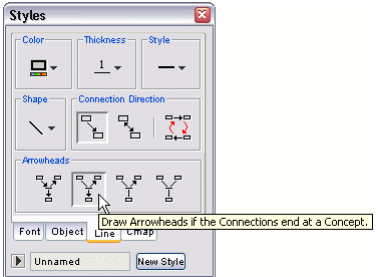 Styles
Color Thickness Style
1
Shape Connection Direction
Arrowheads
Draw Arrowheads if the Connections end at a Concept.
Font Object Line Cmap
Unnamed New Style